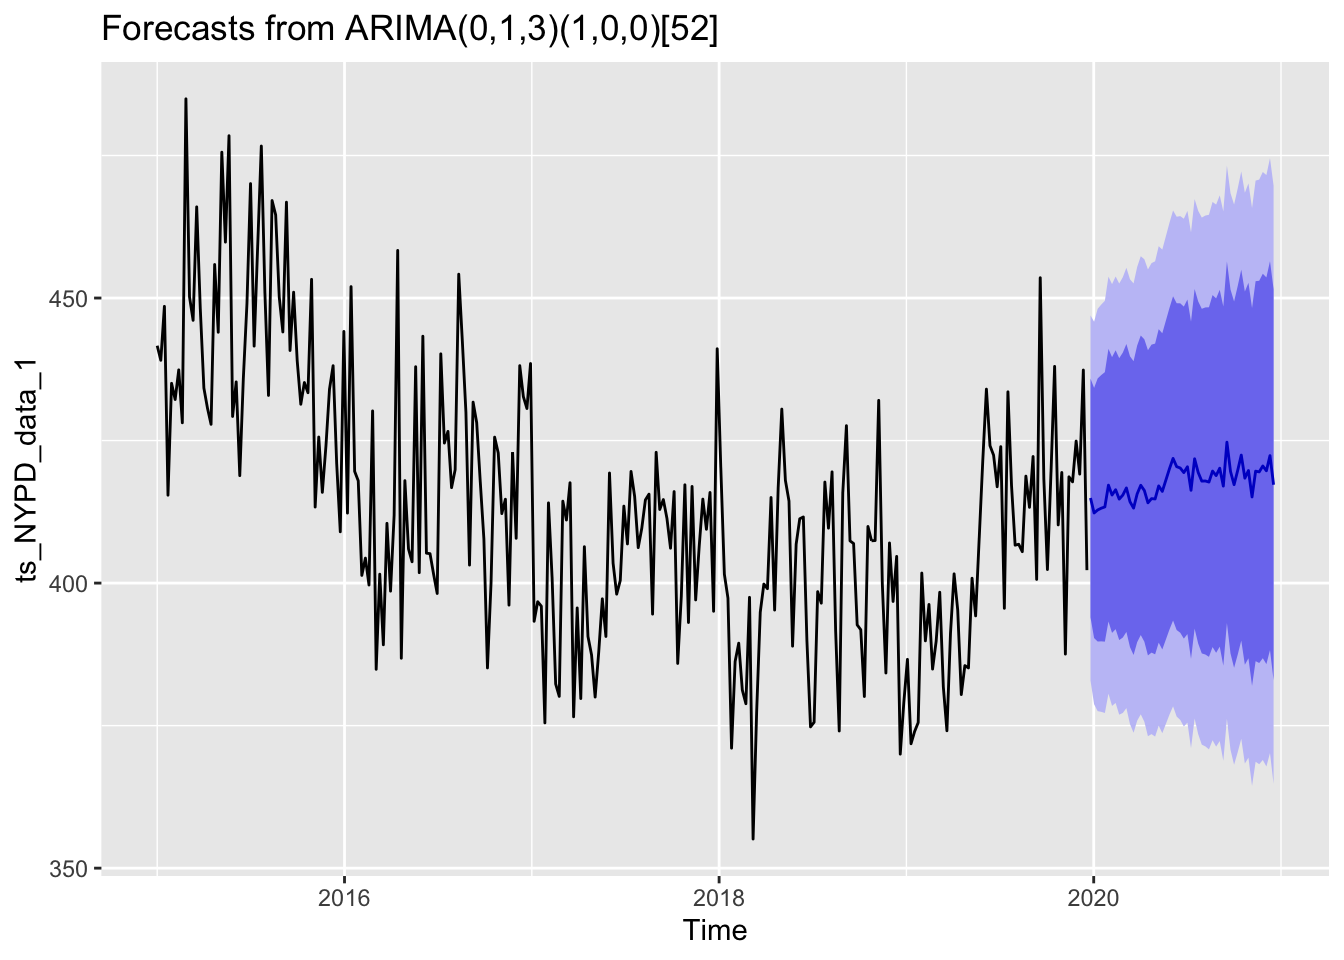 Forecasts from ARIMA(0,1,3)(1,0,0)[52]
ts_NYPD_data_1
450
400
350
2016
2018
2020
Time